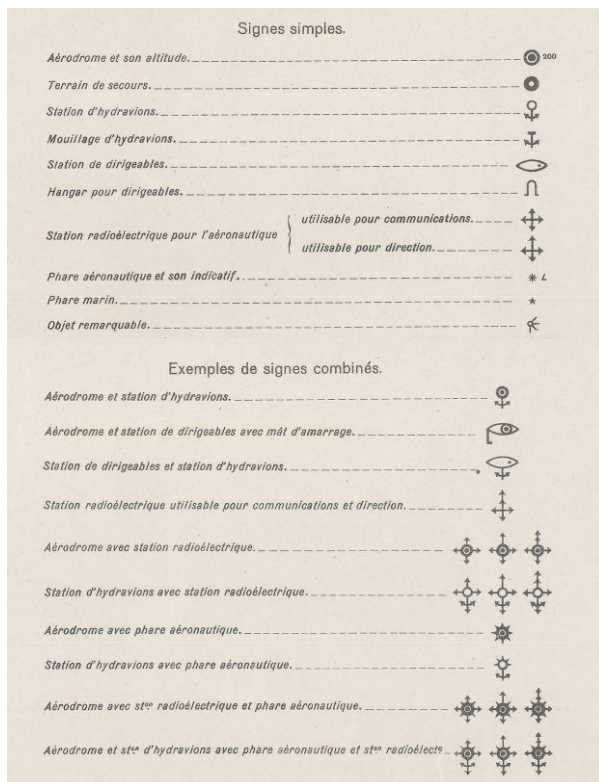 Signes simples.
Aérodrome et son altitude. 200
Terrain de secours.
Station d'hydravions.
Mouillage d'hydravions.
Station de dirigeables.
Hangar pour dirigeables.
Station radioélectrique pour l'aéronautique
utilisable pour communications.
utilisable pour direction.
Phare aéronautique et son indicatif. L
Phare marin.
Objet remarquable.
Exemples de signes combinés.
Aérodrome et station d'hydravions.
Aérodrome et station de dirigeables avec mât d'amarrage.
Station de dirigeables et station d'hydravions.
Station radioélectrique utilisable pour communications et direction.
Aérodrome avec station radioélectrique.
Station d'hydravions avec station radioélectrique.
Aérodrome avec phare aéronautique.
Station d'hydravions avec phare aéronautique.
Aérodrome avec stᵒⁿ radioélectrique et phare aéronautique.
Aérodrome et stᵒⁿ d'hydravions avec phare aéronautique et stᵒⁿ radioélectᵉ